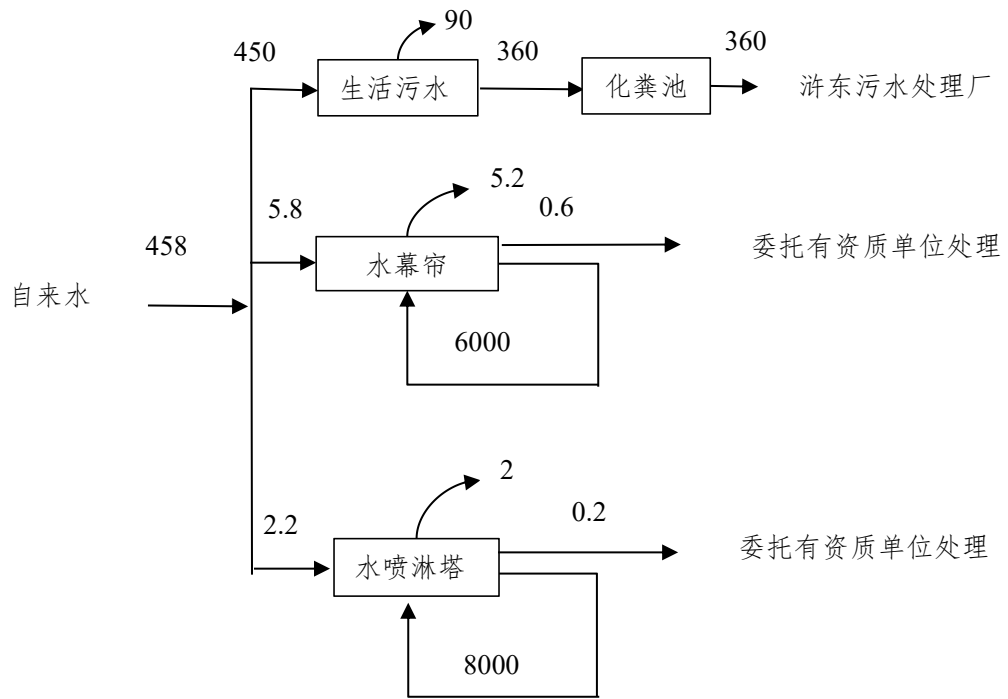 90
450
360
360
生活污水
化粪池
浒东污水处理厂
5.2
5.8
0.6
458
水幕帘
委托有资质单位处理
自来水
6000
2
2.2
0.2
水喷淋塔
委托有资质单位处理
8000